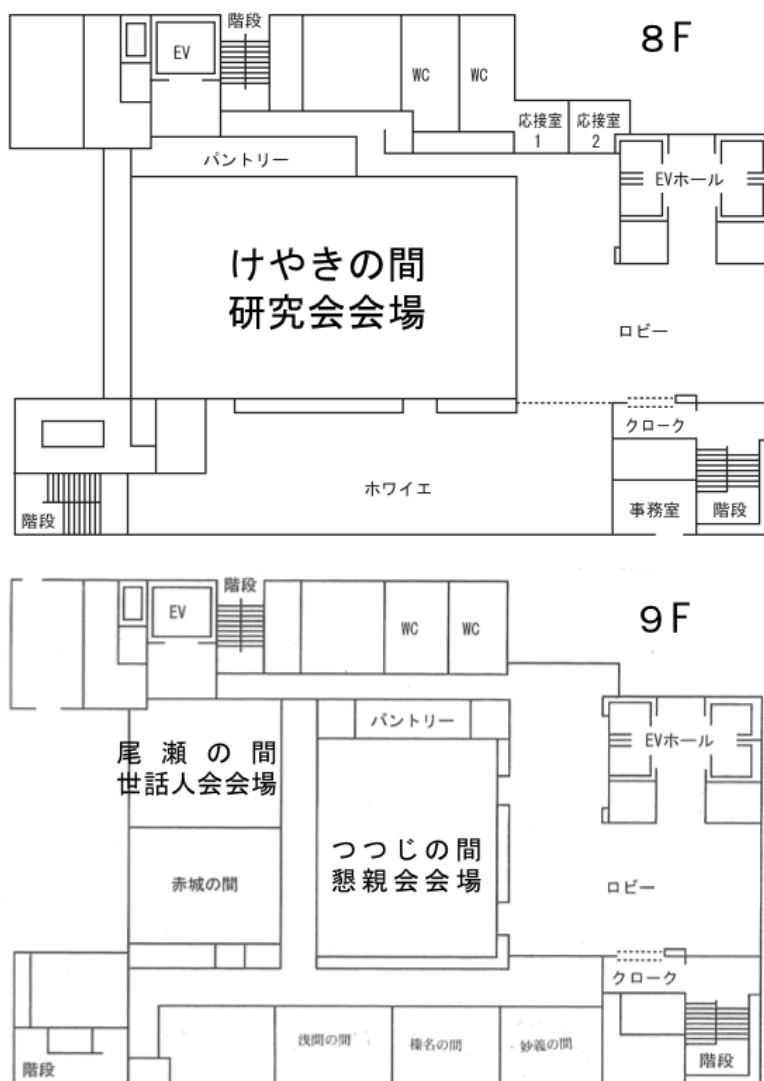 8F
階段
EV
WC
WC
応接室
1
応接室
2
パントリー
EVホール
けやきの間
研究会会場
ロビー
クローク
ホワイエ
階段
事務室
階段
9F
階段
EV
WC
WC
パントリー
EVホール
尾瀬の間
世話人会会場
つつじの間
懇親会会場
赤城の間
ロビー
クローク
浅間の間
榛名の間
妙義の間
階段
階段